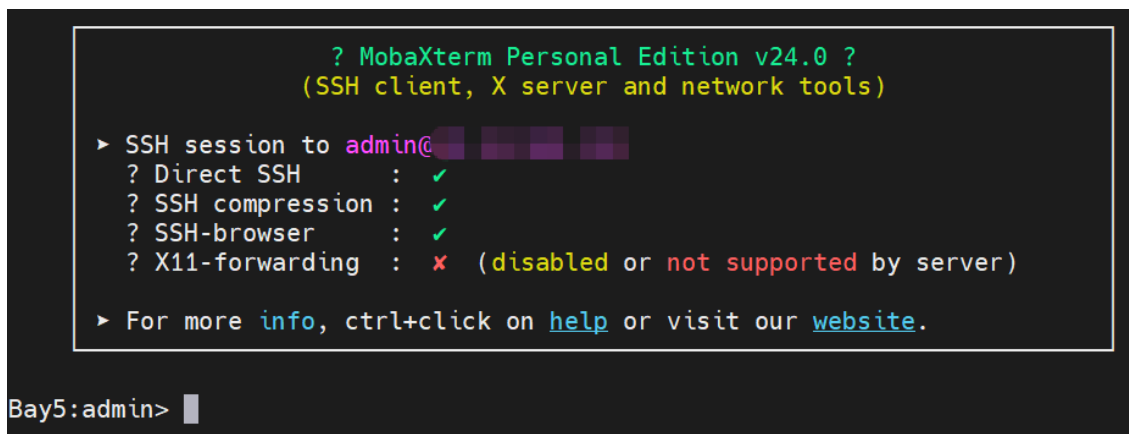 ? MobaXterm Personal Edition v24.0 ?
(SSH client, X server and network tools)
➤ SSH session to admin@
? Direct SSH : ✔
? SSH compression : ✔
? SSH-browser : ✔
? X11-forwarding : ✘ (disabled or not supported by server)
➤ For more info, ctrl+click on help or visit our website.
Bay5:admin>